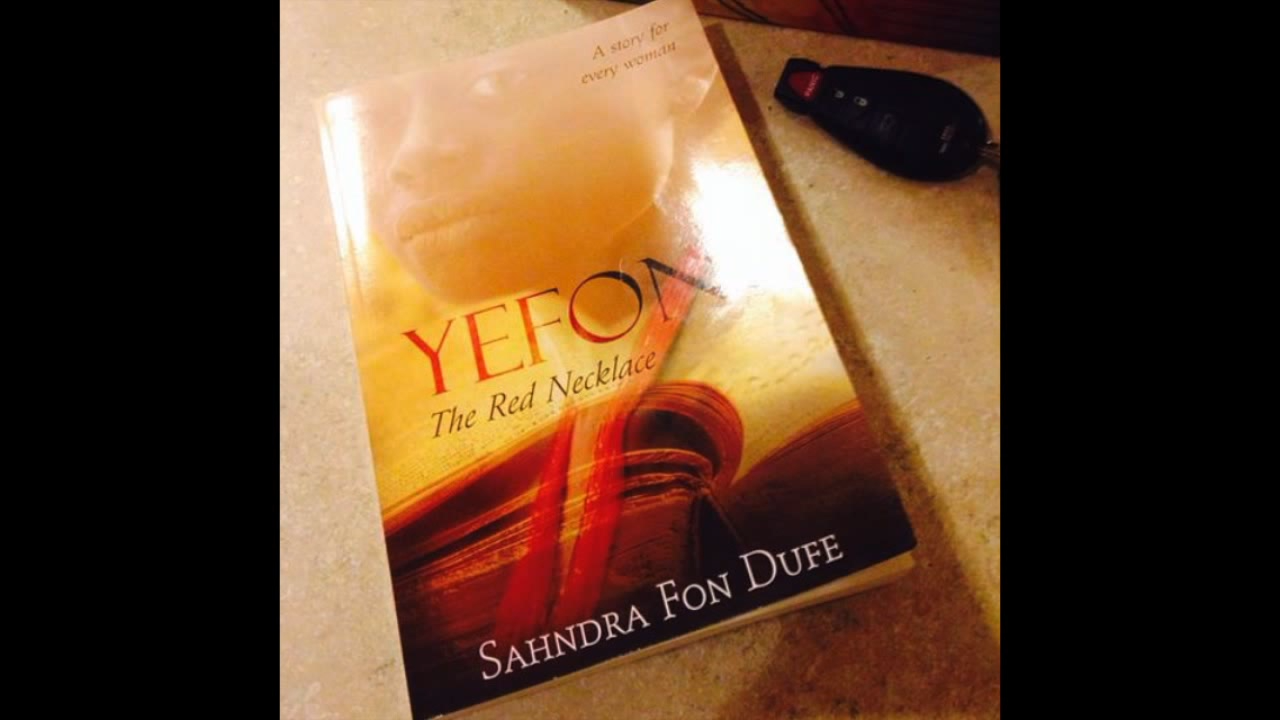 A story for
every woman
YEFON
The Red Necklace
SAHNDRA FON DUFE